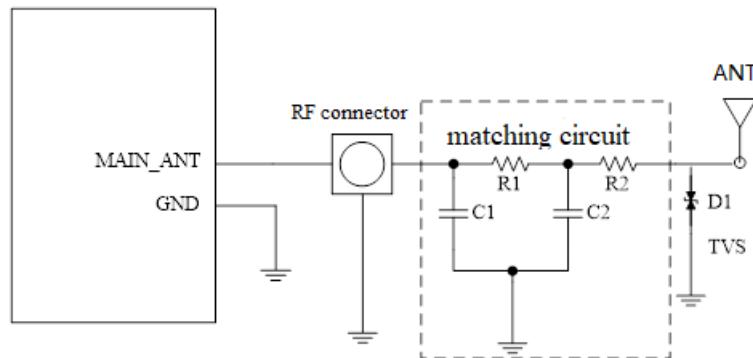 ANT
RF connector
matching circuit
MAIN_ANT
R1
R2
GND
C1
C2
D1
TVS